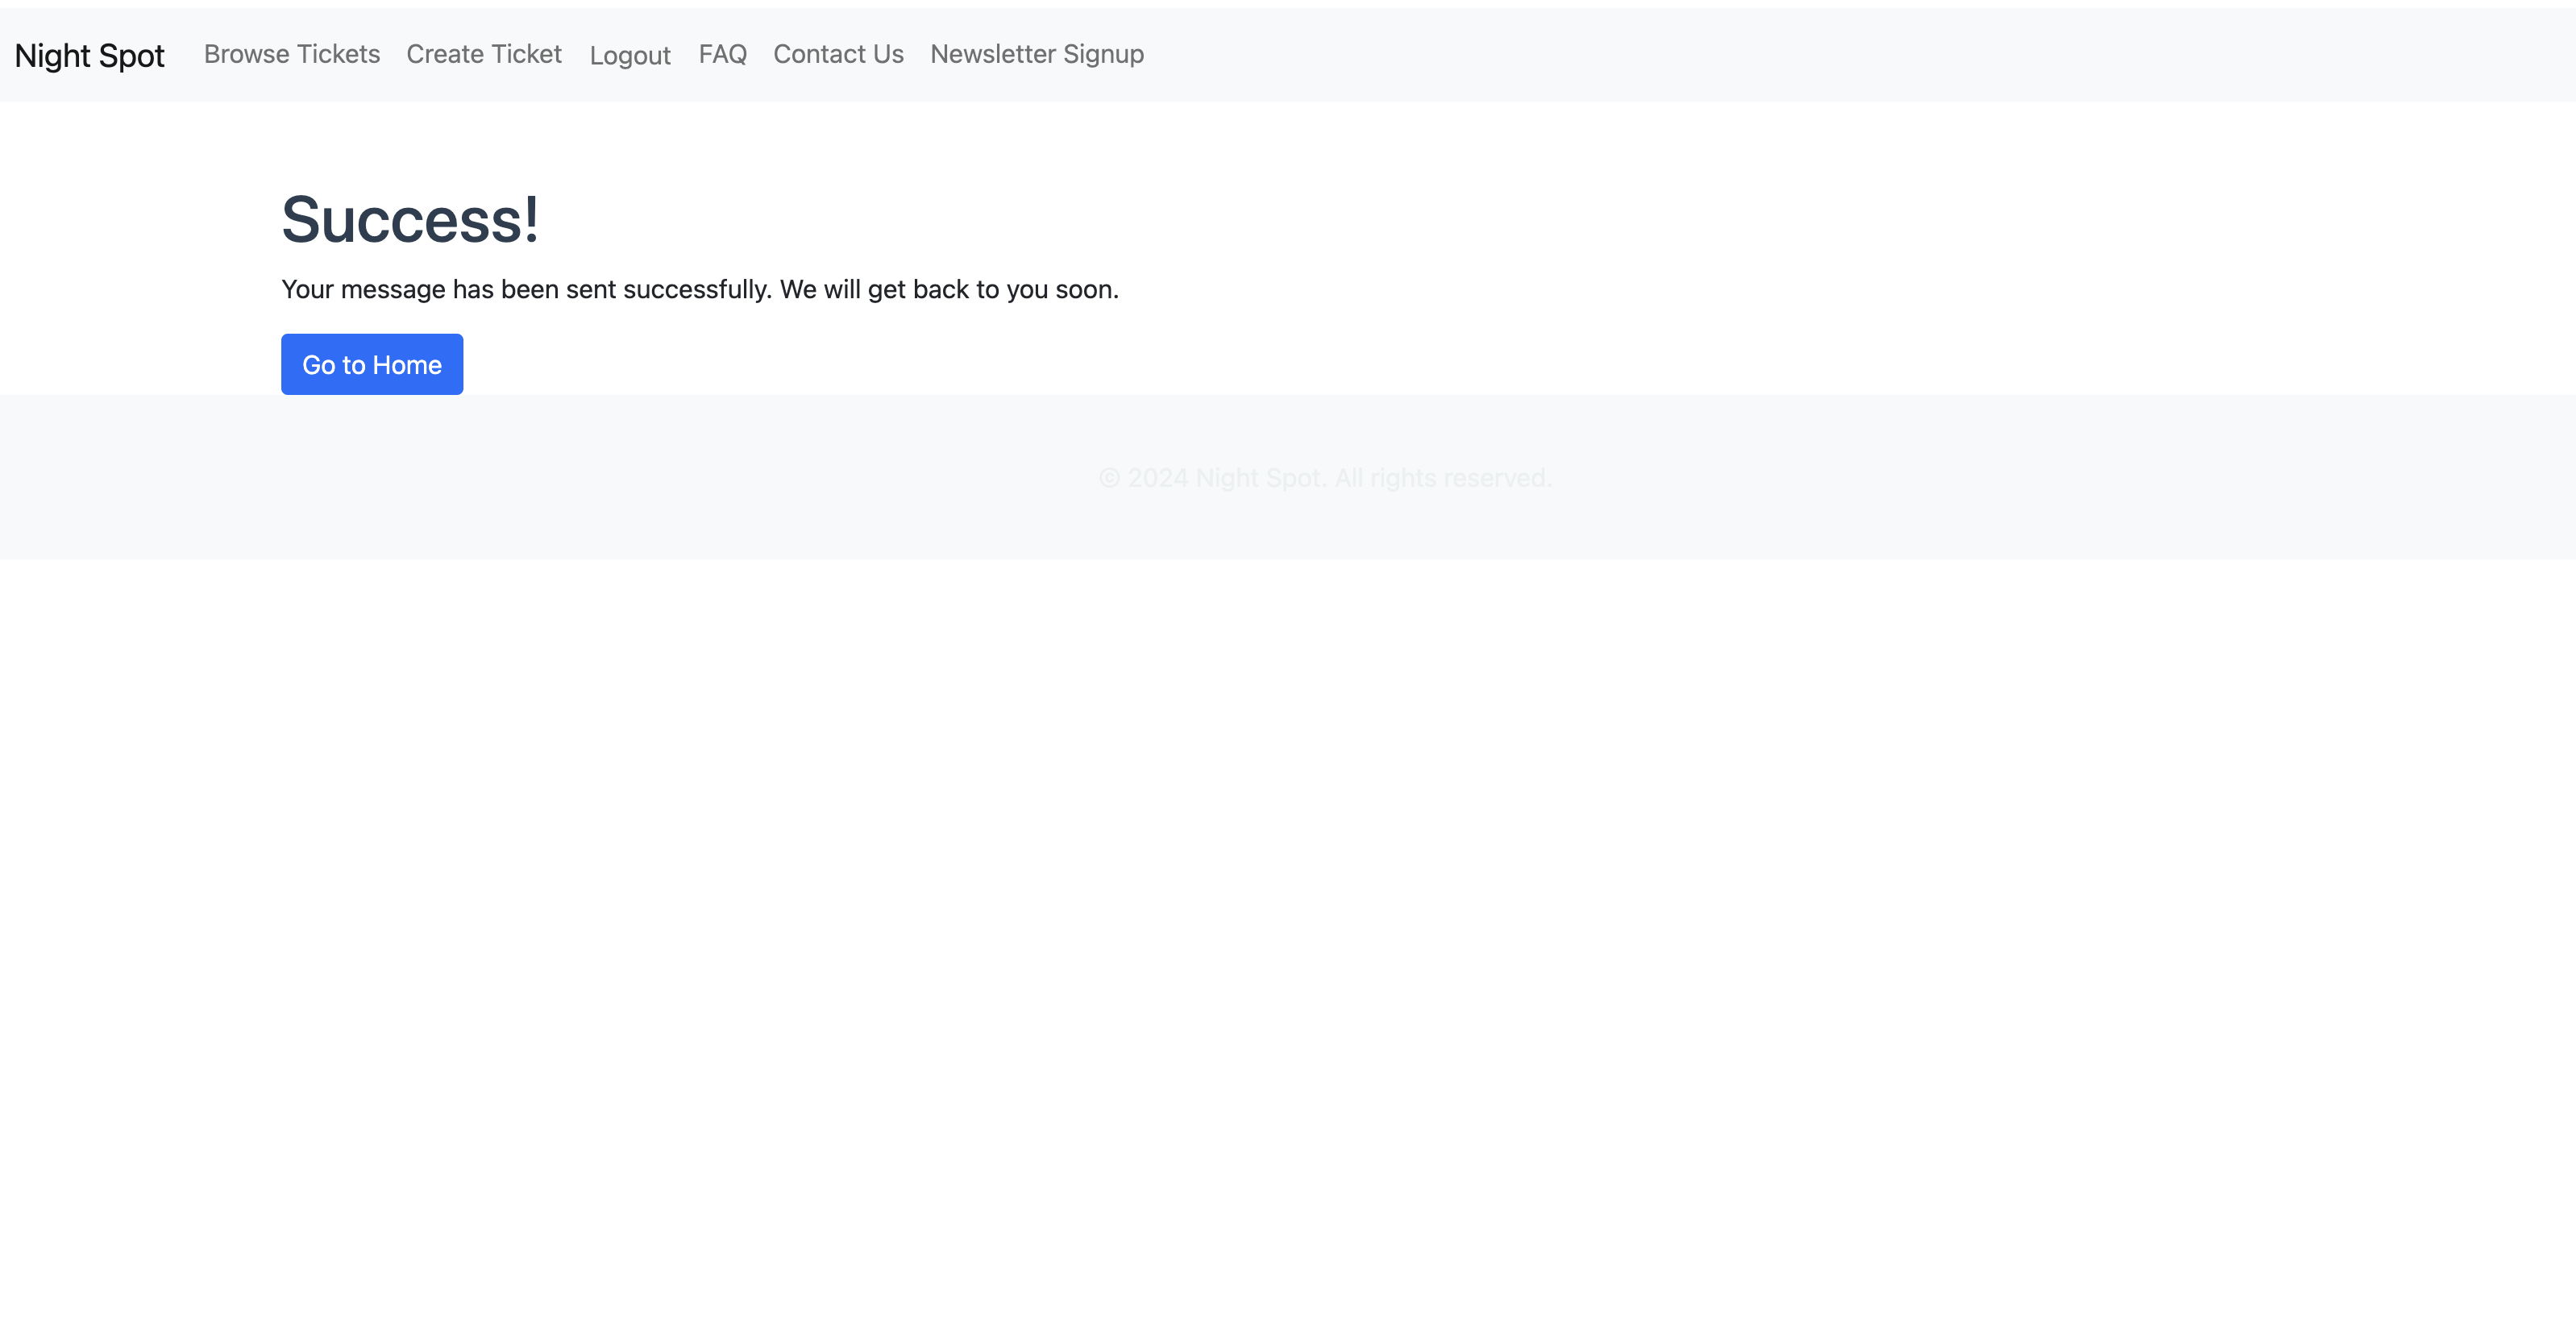 Night Spot Browse Tickets Create Ticket Logout FAQ Contact Us Newsletter Signup
Success!
Your message has been sent successfully. We will get back to you soon.
Go to Home
© 2024 Night Spot. All rights reserved.